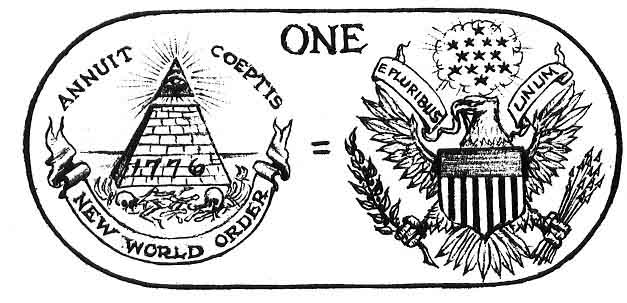 ONE
ANNUIT COEPTIS
1776
NEW WORLD ORDER
=
E PLURIBUS UNUM